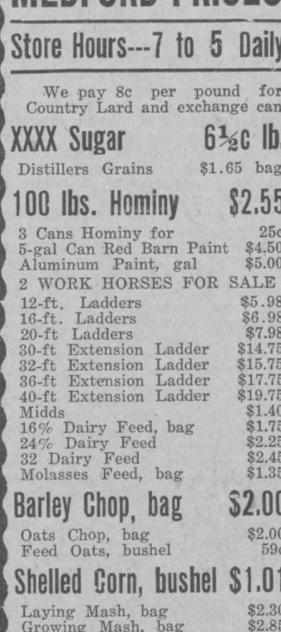 MEDFORD PRICES
Store Hours---7 to 5 Daily
We pay 8c per pound for
Country Lard and exchange can
XXXX Sugar 6½c lb
Distillers Grains $1.65 bag
100 lbs. Hominy $2.55
3 Cans Hominy for 25c
5-gal Can Red Barn Paint $4.50
Aluminum Paint, gal $5.00
2 WORK HORSES FOR SALE
12-ft. Ladders $5.98
16-ft. Ladders $6.98
20-ft Ladders $7.98
30-ft Extension Ladder $14.75
32-ft Extension Ladder $15.75
36-ft Extension Ladder $17.75
40-ft Extension Ladder $19.75
Midds $1.40
16% Dairy Feed, bag $1.75
24% Dairy Feed $2.25
32 Dairy Feed $2.45
Molasses Feed, bag $1.35
Barley Chop, bag $2.00
Oats Chop, bag $2.00
Feed Oats, bushel 59c
Shelled Corn, bushel $1.01
Laying Mash, bag $2.30
Growing Mash, bag $2.85